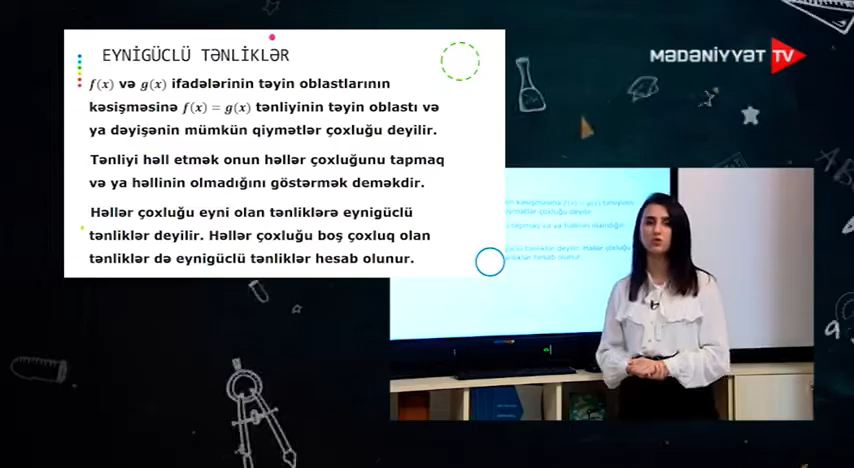 EYNİGÜCLÜ TƏNLİKLƏR
MƏDƏNİYYƏT TV
f(x) və g(x) ifadələrinin təyin oblastlarının
kəsişməsinə f(x) = g(x) tənliyinin təyin oblastı və
ya dəyişənin mümkün qiymətlər çoxluğu deyilir.
Tənliyi həll etmək onun həllər çoxluğunu tapmaq
və ya həllinin olmadığını göstərmək deməkdir.
Həllər çoxluğu eyni olan tənliklərə eynigüclü
tənliklər deyilir. Həllər çoxluğu boş çoxluq olan
tənliklər də eynigüclü tənliklər hesab olunur.